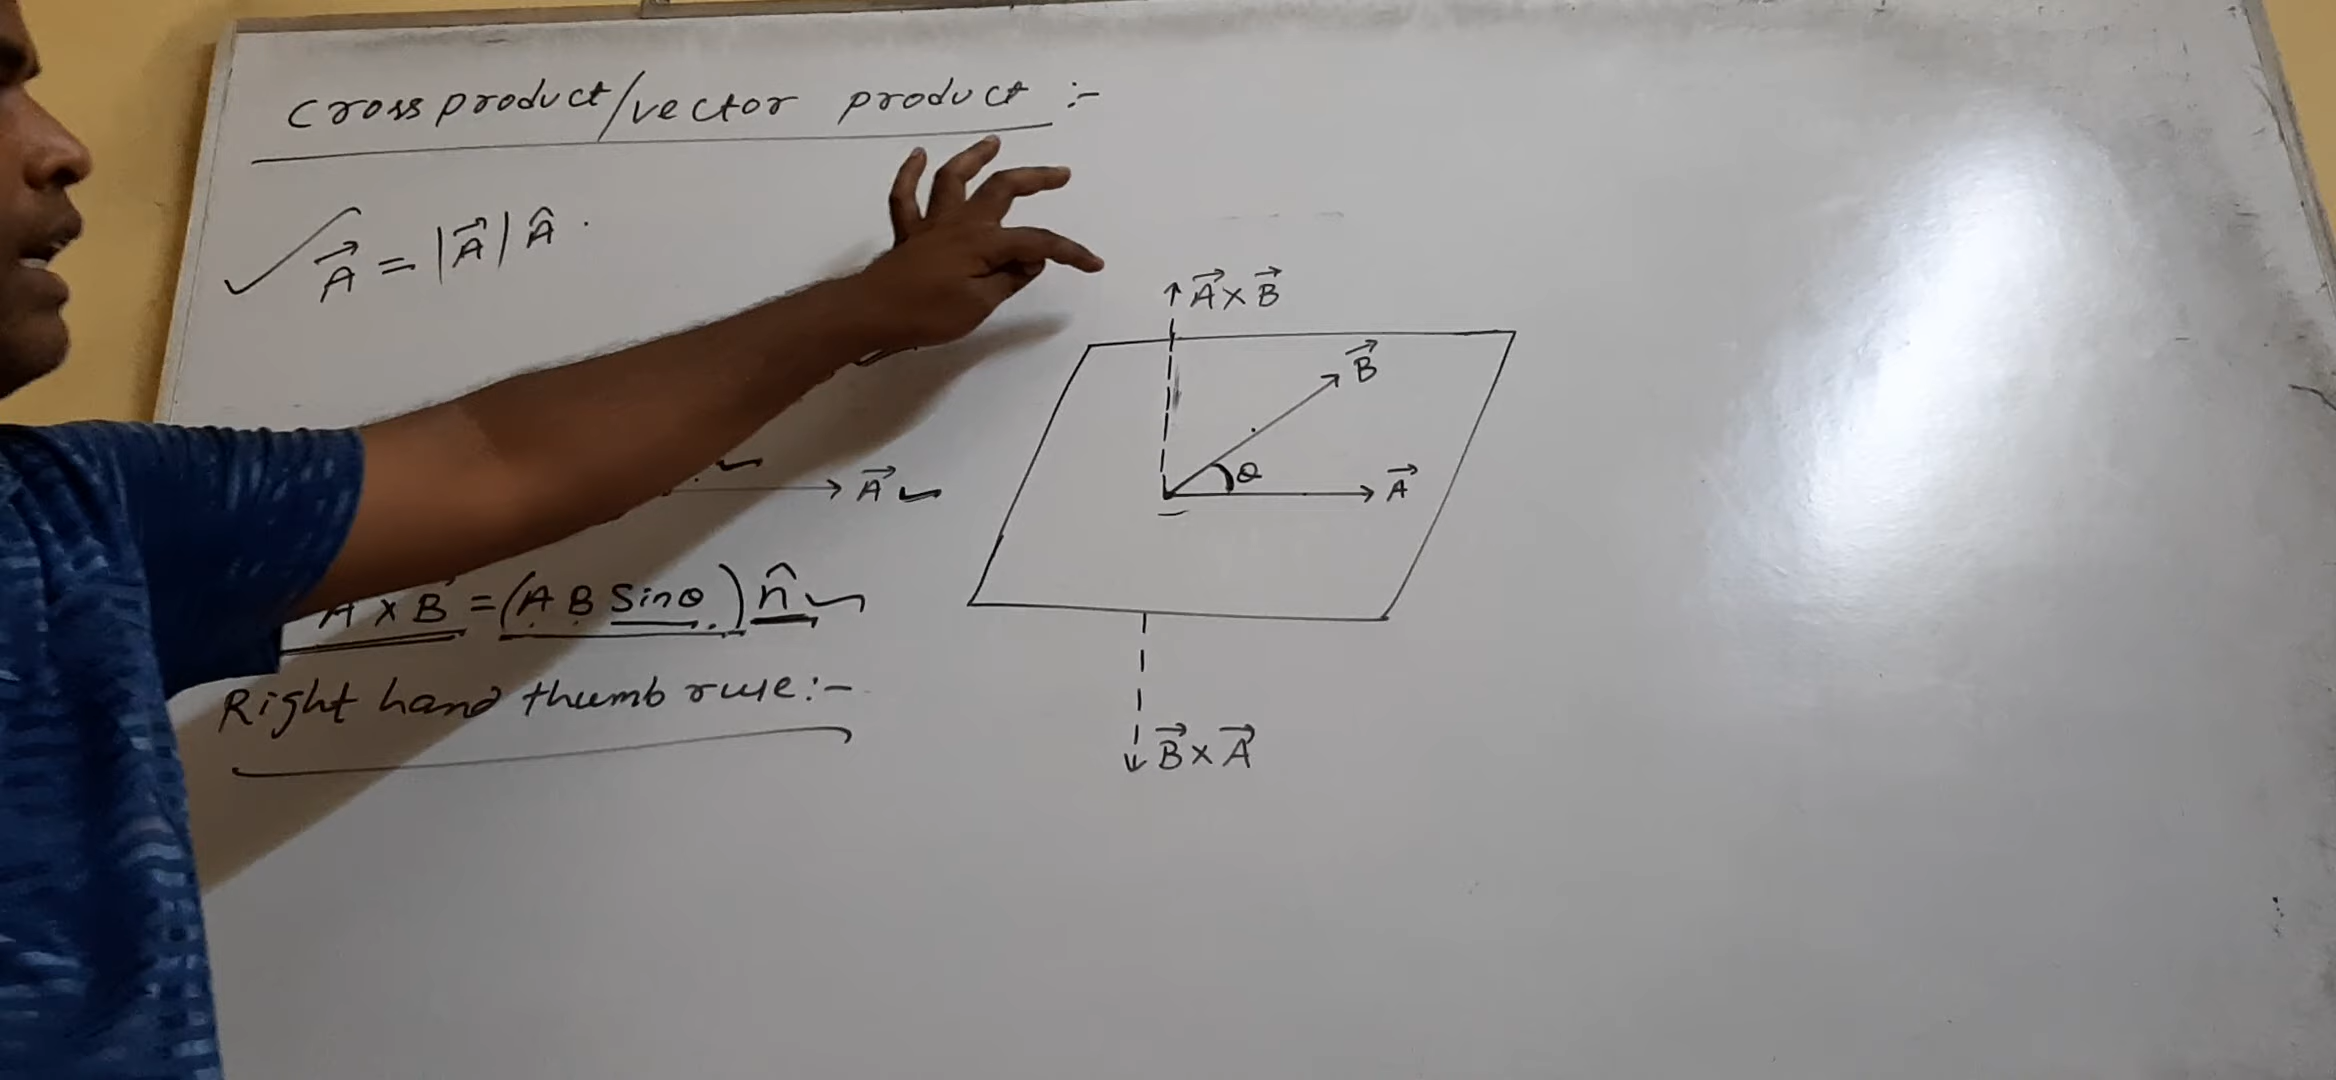 Cross product/vector product :-
A⃗ = |A⃗| Â .
A⃗
A × B = (A B Sinθ) n̂
Right hand thumb rule:-
A⃗ × B⃗
B⃗
θ
A⃗
B⃗ × A⃗